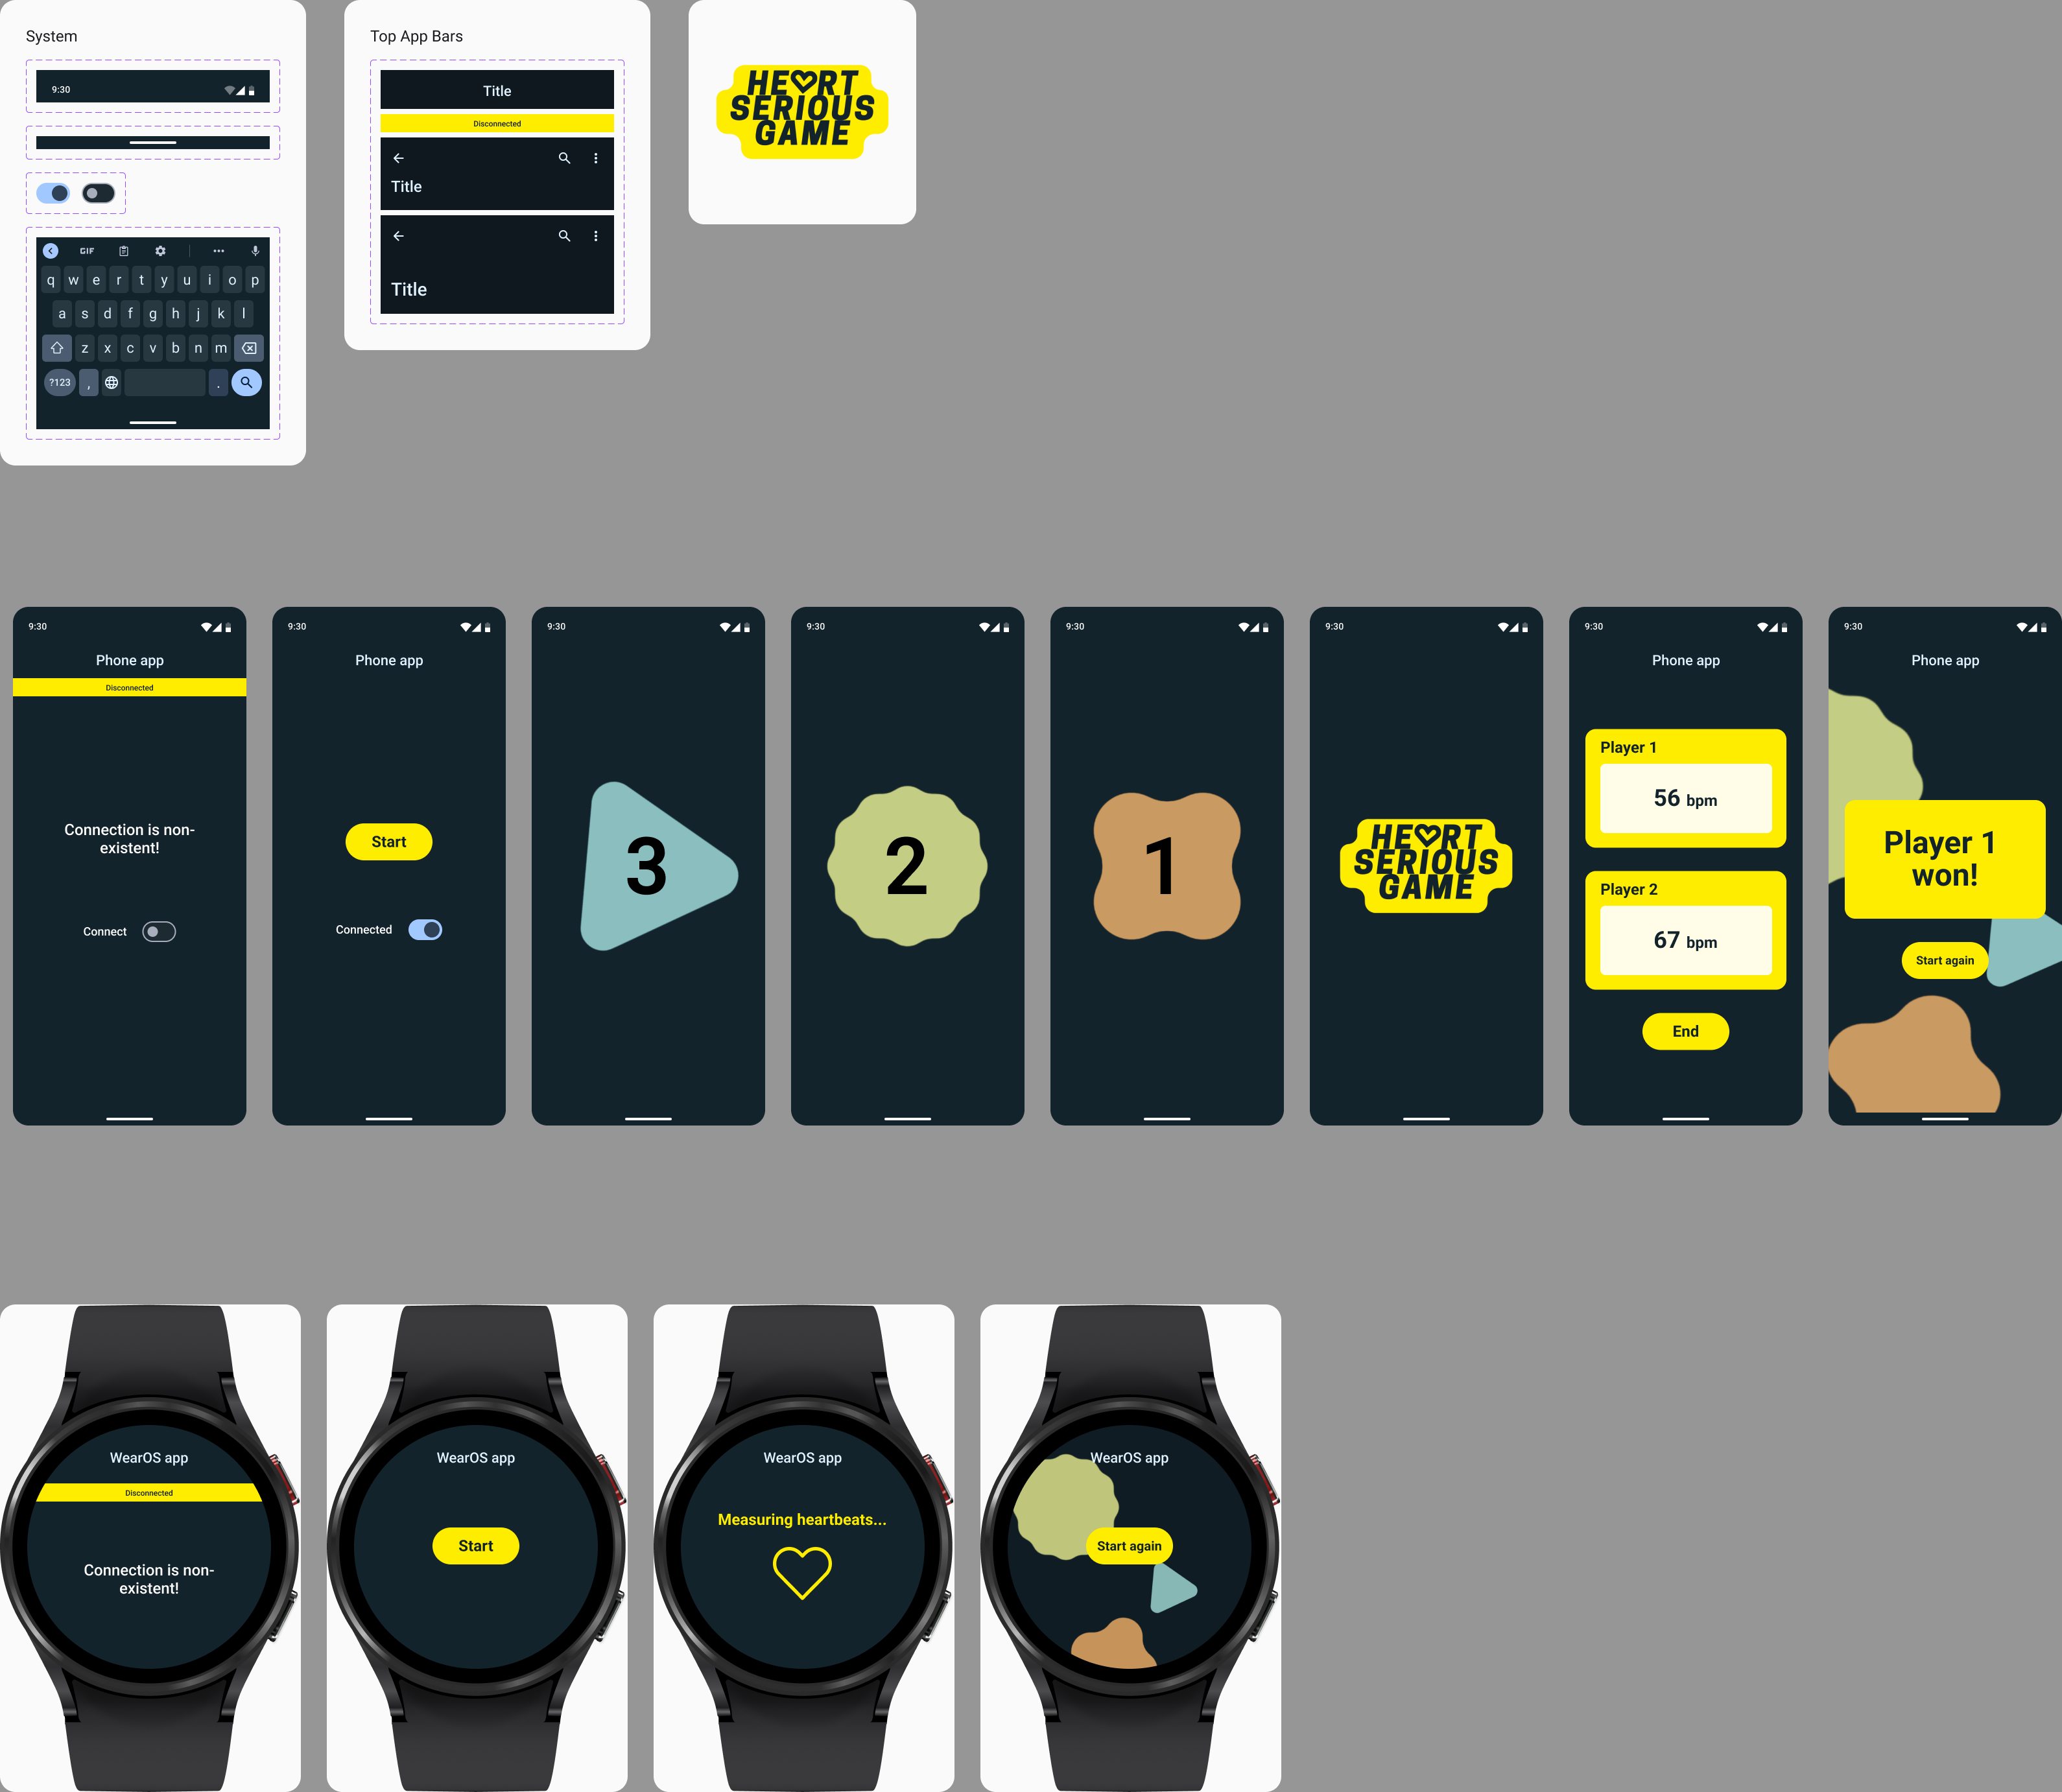 System
9:30
GIF
q w e r t y u i o p
a s d f g h j k l
z x c v b n m
?123 , .
Top App Bars
Title
Disconnected
Title
Title
HERT
SERIOUS
GAME
9:30
Phone app
Disconnected
Connection is non-
existent!
Connect
9:30
Phone app
Start
Connected
9:30
3
9:30
2
9:30
1
9:30
HERT
SERIOUS
GAME
9:30
Phone app
Player 1
56 bpm
Player 2
67 bpm
End
9:30
Phone app
Player 1
won!
Start again
WearOS app
Disconnected
Connection is non-
existent!
WearOS app
Start
WearOS app
Measuring heartbeats...
WearOS app
Start again